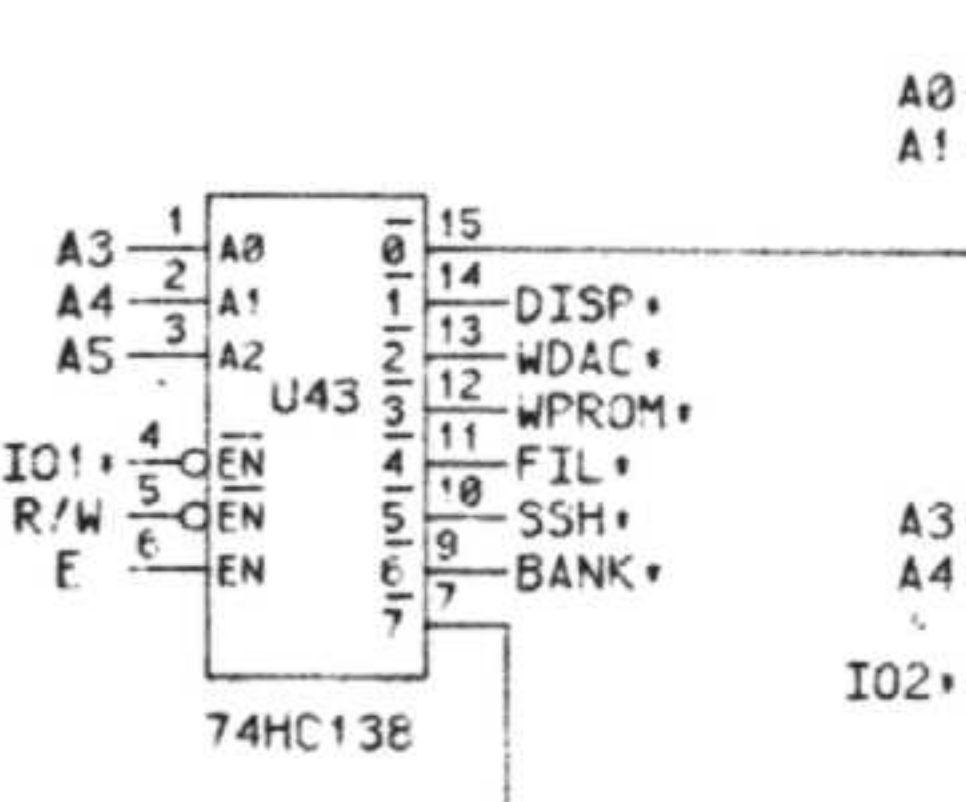 A0
A1
1 15
A3 A0 0
2 14
A4 A1 1 DISP*
3 13
A5 A2 2 WDAC*
U43 12
3 WPROM*
4 11
IO1* EN 4 FIL*
5 10
R/W EN 5 SSH* A3
6 9
E EN 6 BANK* A4
7
7
IO2*
74HC138